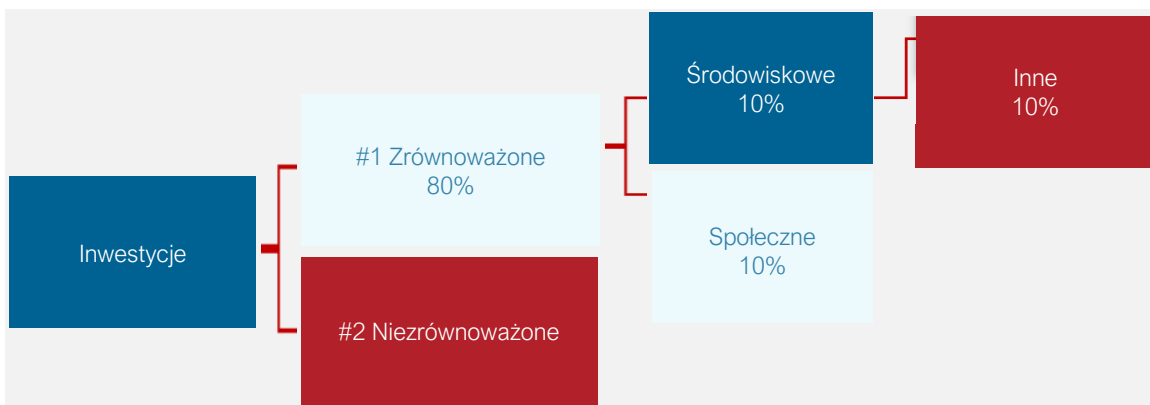 Inwestycje
#1 Zrównoważone
80%
#2 Niezrównoważone
Środowiskowe
10%
Społeczne
10%
Inne
10%